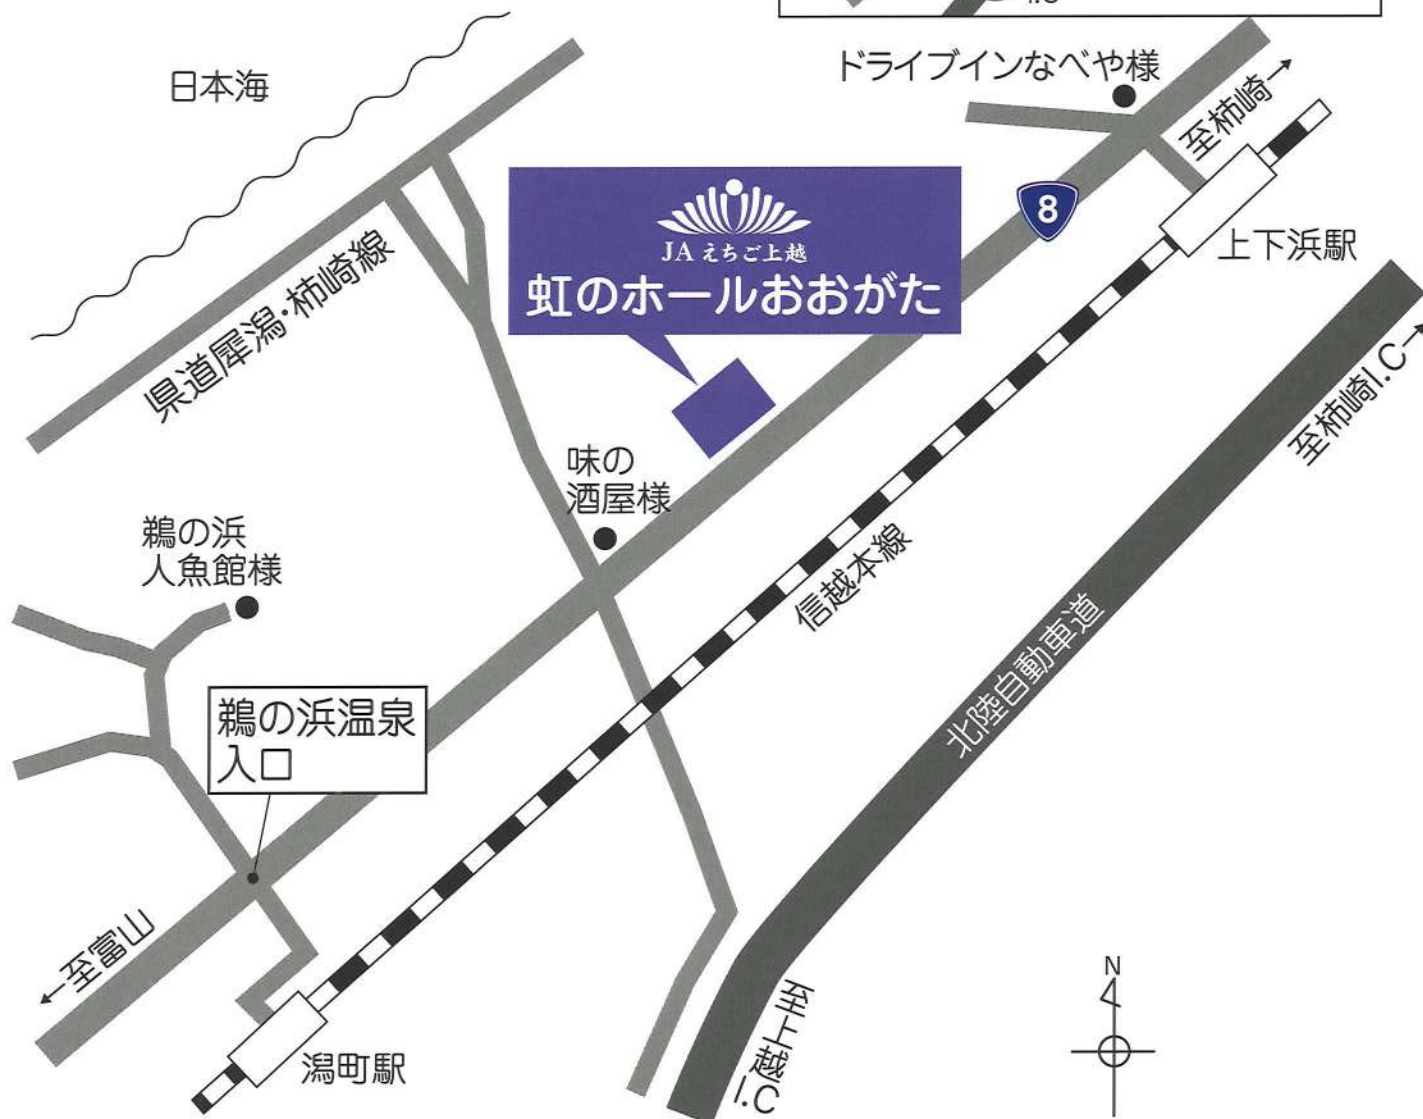 I.C
日本海
ドライブインなべや様
至柿崎→
8
上下浜駅
JA えちご上越
虹のホールおおがた
県道犀潟・柿崎線
至柿崎I.C→
味の
酒屋様
鵜の浜
人魚館様
信越本線
北陸自動車道
鵜の浜温泉
入口
←至富山
潟町駅
至上越I.C
N